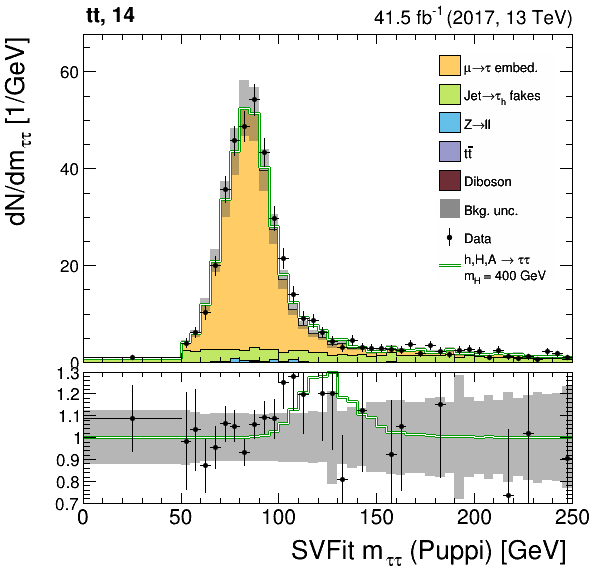 tt, 14
41.5 fb⁻¹ (2017, 13 TeV)
dN/dm_ττ [1/GeV]
60
40
20
0
μ→τ embed.
Jet→τ_h fakes
Z→ll
tt̄
Diboson
Bkg. unc.
Data
h,H,A → ττ
m_H = 400 GeV
1.3
1.2
1.1
1
0.9
0.8
0.7
0 50 100 150 200 250
SVFit m_ττ (Puppi) [GeV]